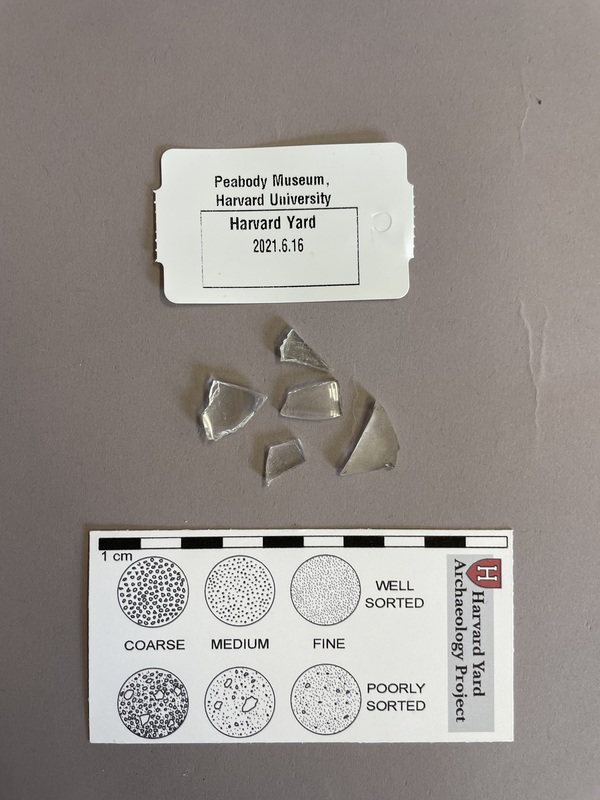 Peabody Museum,
Harvard University
Harvard Yard
2021.6.16
1 cm
WELL
SORTED
COARSE
MEDIUM
FINE
POORLY
SORTED
H
Harvard Yard
Archaeology Project